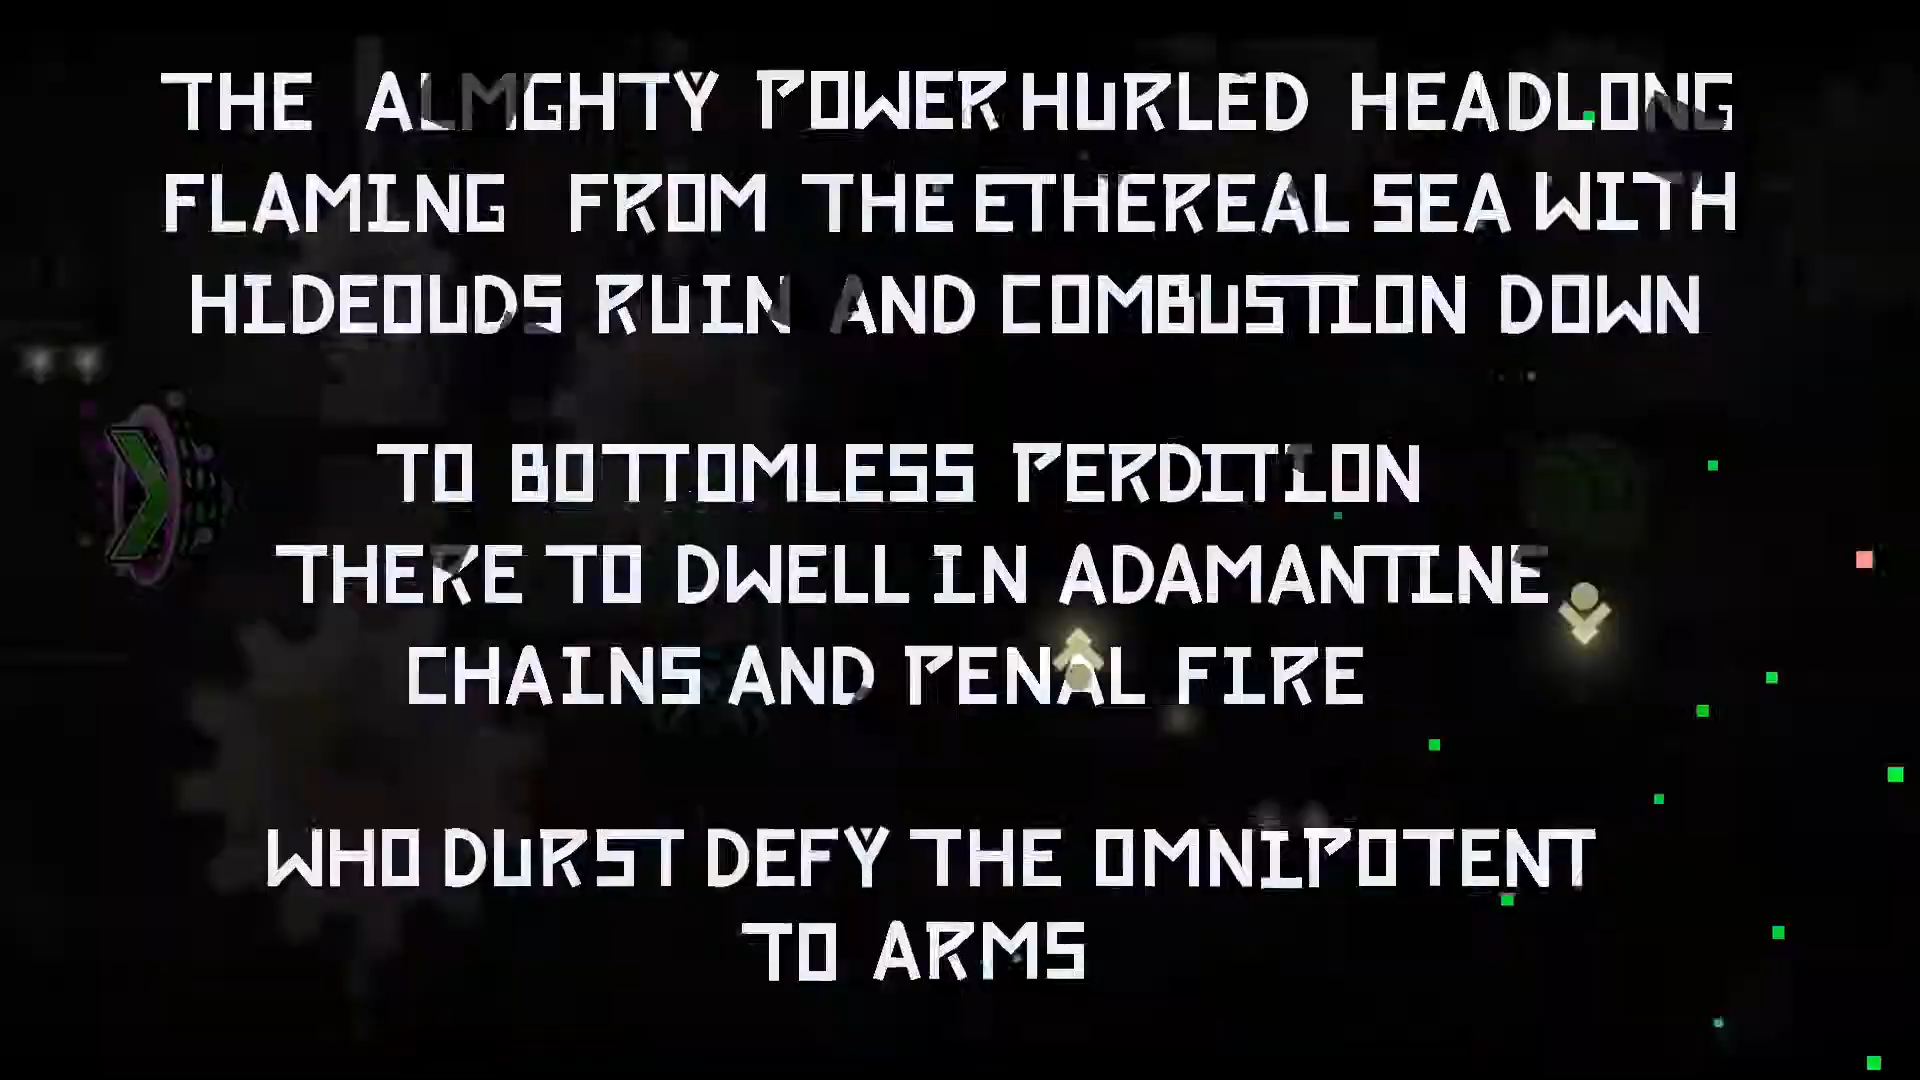 THE ALMGHTY POWER HURLED HEADLONG
FLAMING FROM THE ETHEREAL SEA WITH
HIDEOUDS RUIN AND COMBUSTION DOWN
TO BOTTOMLESS PERDITION
THERE TO DWELL IN ADAMANTINE
CHAINS AND PENAL FIRE
WHO DURST DEFY THE OMNIPOTENT
TO ARMS